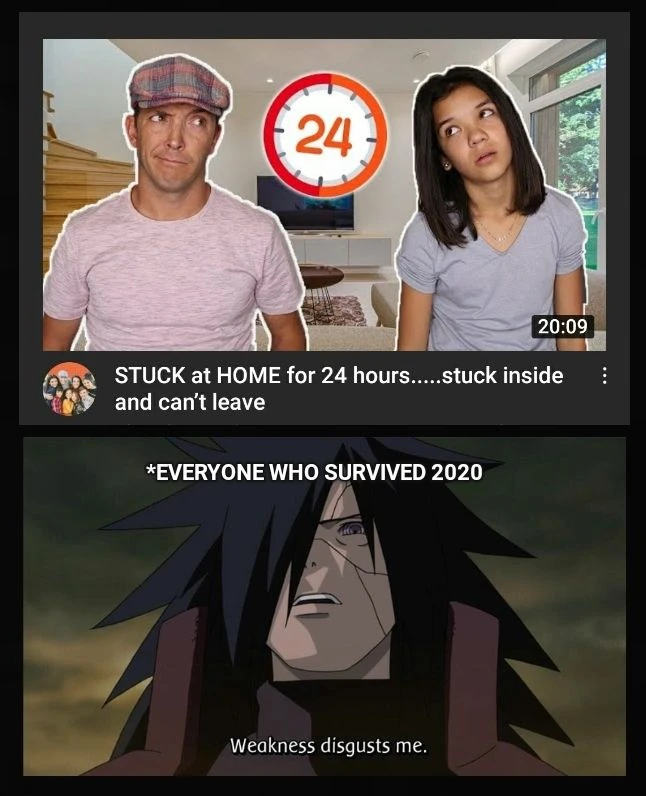 24
20:09
STUCK at HOME for 24 hours.....stuck inside
and can't leave
*EVERYONE WHO SURVIVED 2020
Weakness disgusts me.